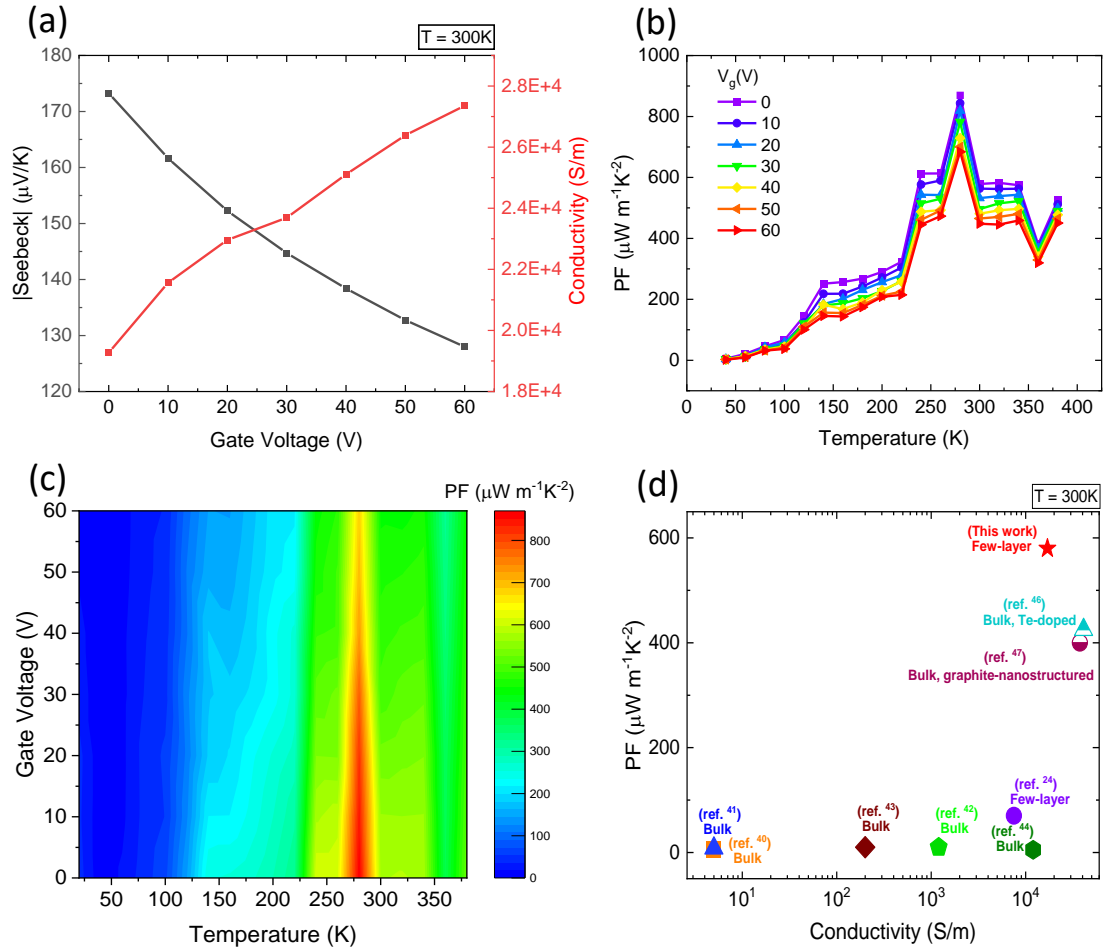 (a)
T = 300K
180
170
160
150
140
130
120
|Seebeck| (μV/K)
2.8E+4
2.6E+4
2.4E+4
2.2E+4
2.0E+4
1.8E+4
Conductivity (S/m)
0 10 20 30 40 50 60
Gate Voltage (V)
(b)
1000
800
600
400
200
0
PF (μW m-1K-2)
Vg(V)
0
10
20
30
40
50
60
0 50 100 150 200 250 300 350 400
Temperature (K)
(c)
PF (μW m-1K-2)
60
50
40
30
20
10
0
Gate Voltage (V)
50 100 150 200 250 300 350
Temperature (K)
800
700
600
500
400
300
200
100
0
(d)
T = 300K
600
400
200
0
PF (μW m-1K-2)
(This work)
Few-layer
(ref. 46)
Bulk, Te-doped
(ref. 47)
Bulk, graphite-nanostructured
(ref. 24)
Few-layer
(ref. 41)
Bulk
(ref. 40)
Bulk
(ref. 43)
Bulk
(ref. 42)
Bulk
(ref. 44)
Bulk
101 102 103 104
Conductivity (S/m)